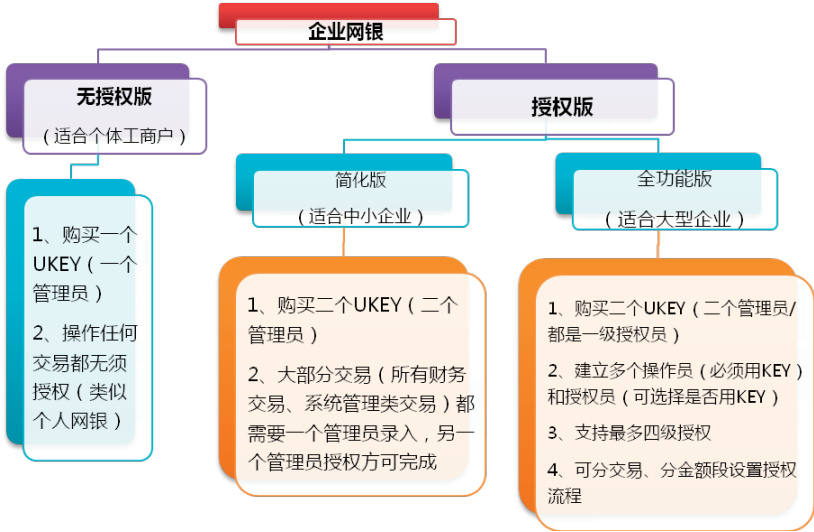 企业网银
无授权版
（适合个体工商户）
授权版
简化版
（适合中小企业）
全功能版
（适合大型企业）
1、购买一个
UKEY（一个
管理员）
2、操作任何
交易都无须
授权（类似
个人网银）
1、购买二个UKEY（二个
管理员）
2、大部分交易（所有财务
交易、系统管理类交易）都
需要一个管理员录入，另一
个管理员授权方可完成
1、购买二个UKEY（二个管理员/
都是一级授权员）
2、建立多个操作员（必须用KEY）
和授权员（可选择是否用KEY）
3、支持最多四级授权
4、可分交易、分金额段设置授权
流程